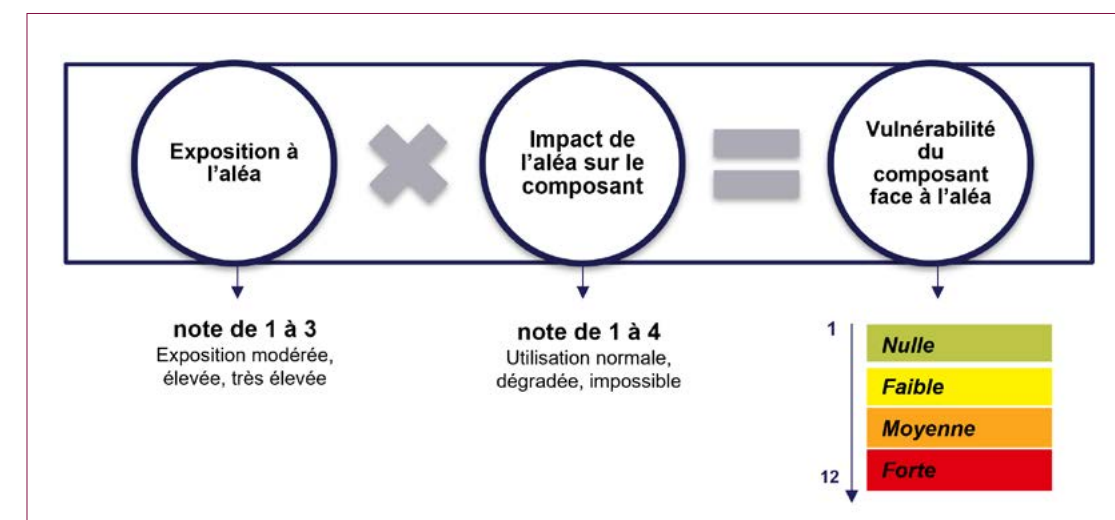 Exposition à
l'aléa
Impact de
l'aléa sur le
composant
Vulnérabilité
du
composant
face à l'aléa
note de 1 à 3
Exposition modérée,
élevée, très élevée
note de 1 à 4
Utilisation normale,
dégradée, impossible
1
Nulle
Faible
Moyenne
Forte
12